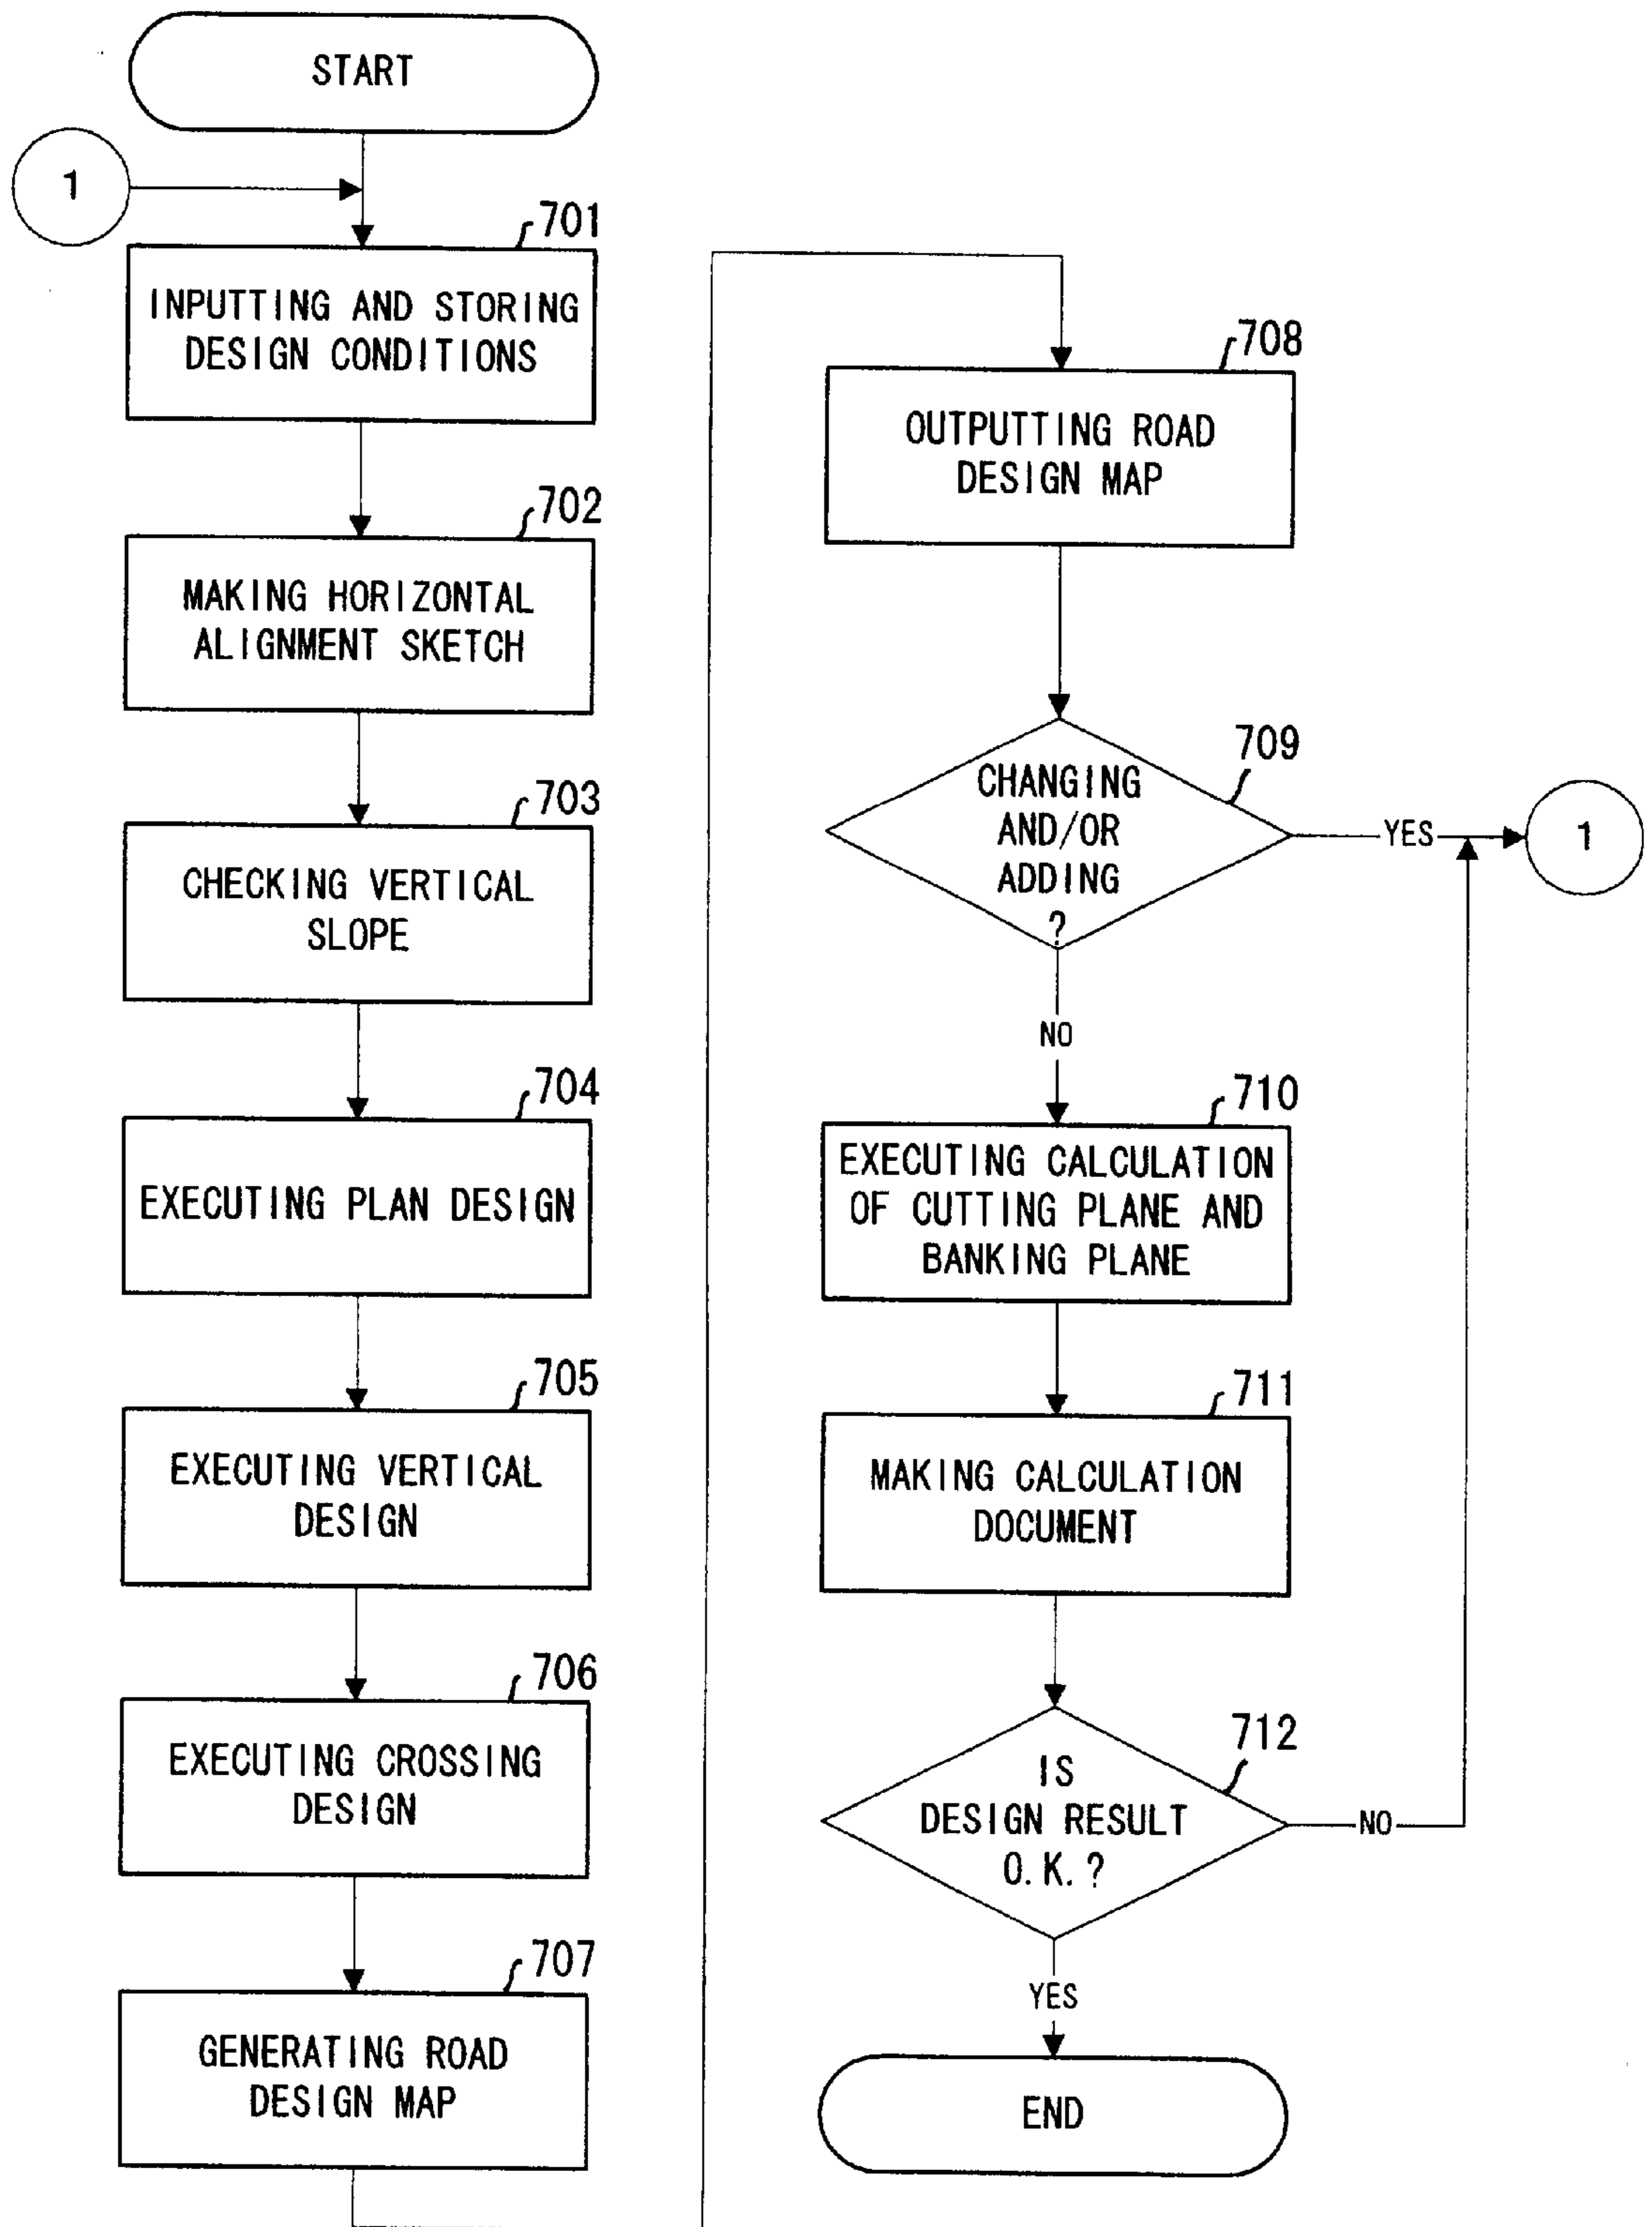 START
1
701
INPUTTING AND STORING
DESIGN CONDITIONS
702
MAKING HORIZONTAL
ALIGNMENT SKETCH
703
CHECKING VERTICAL
SLOPE
704
EXECUTING PLAN DESIGN
705
EXECUTING VERTICAL
DESIGN
706
EXECUTING CROSSING
DESIGN
707
GENERATING ROAD
DESIGN MAP
708
OUTPUTTING ROAD
DESIGN MAP
709
CHANGING
AND/OR
ADDING
?
YES
1
NO
710
EXECUTING CALCULATION
OF CUTTING PLANE AND
BANKING PLANE
711
MAKING CALCULATION
DOCUMENT
712
IS
DESIGN RESULT
O.K.?
NO
YES
END